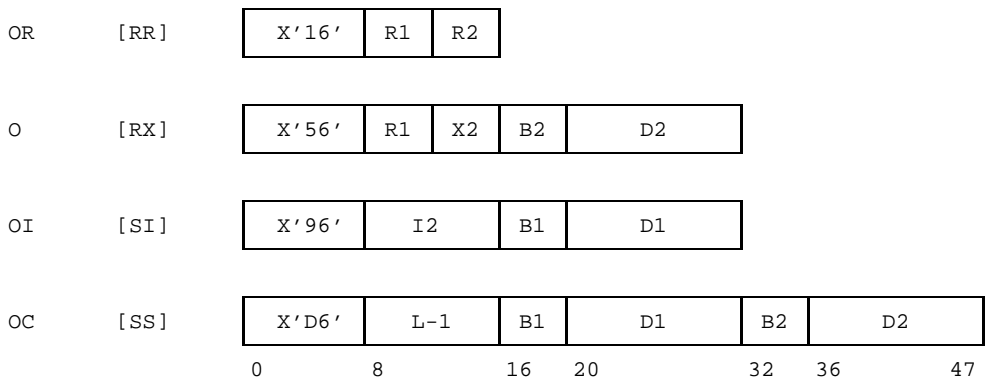 OR [RR] X'16' R1 R2
O [RX] X'56' R1 X2 B2 D2
OI [SI] X'96' I2 B1 D1
OC [SS] X'D6' L-1 B1 D1 B2 D2
0 8 16 20 32 36 47